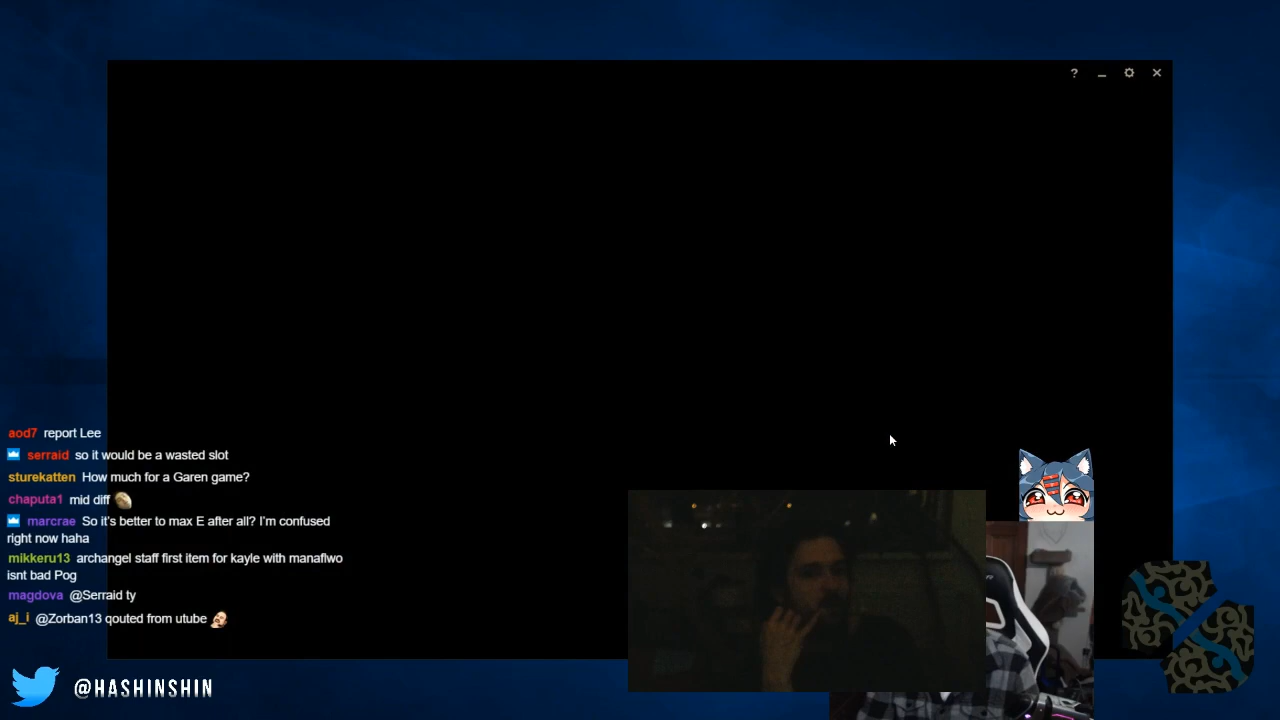 ?
aod7 report Lee
serraid so it would be a wasted slot
sturekatten How much for a Garen game?
chaputa1 mid diff
marcrae So it's better to max E after all? I'm confused
right now haha
mikkeru13 archangel staff first item for kayle with manaflwo
isnt bad Pog
magdova @Serraid ty
aj_i @Zorban13 qouted from utube
@HASHINSHIN